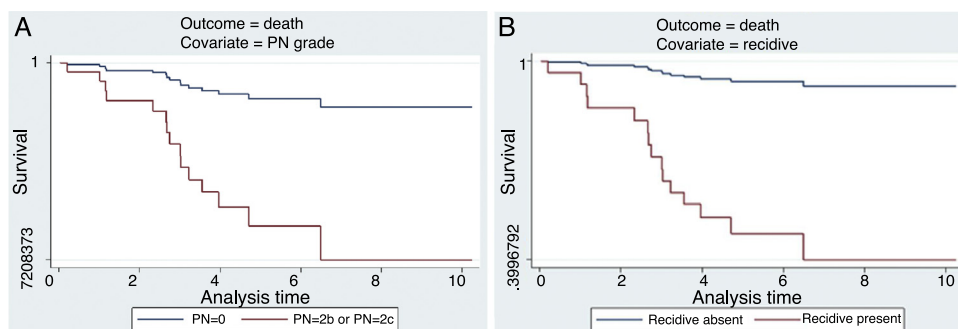 A
Outcome = death
Covariate = PN grade
1
Survival
7208373
0 2 4 6 8 10
Analysis time
PN=0 PN=2b or PN=2c
B
Outcome = death
Covariate = recidive
1
Survival
.3996792
0 2 4 6 8 10
Analysis time
Recidive absent Recidive present